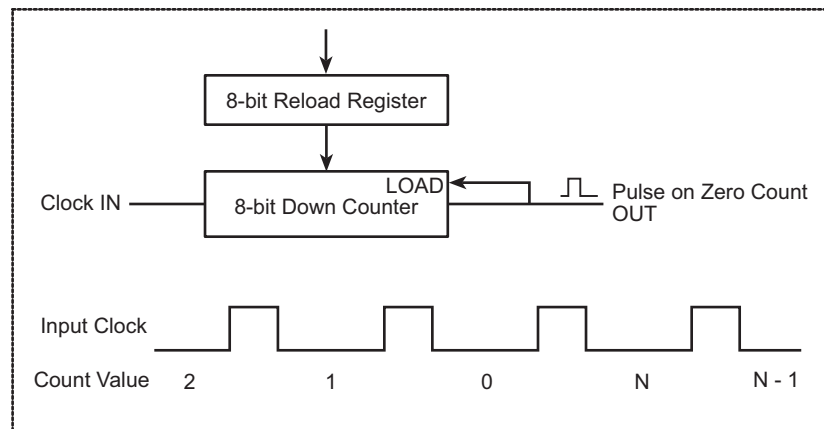 8-bit Reload Register
LOAD
Clock IN
8-bit Down Counter
Pulse on Zero Count
OUT
Input Clock
Count Value 2 1 0 N N - 1